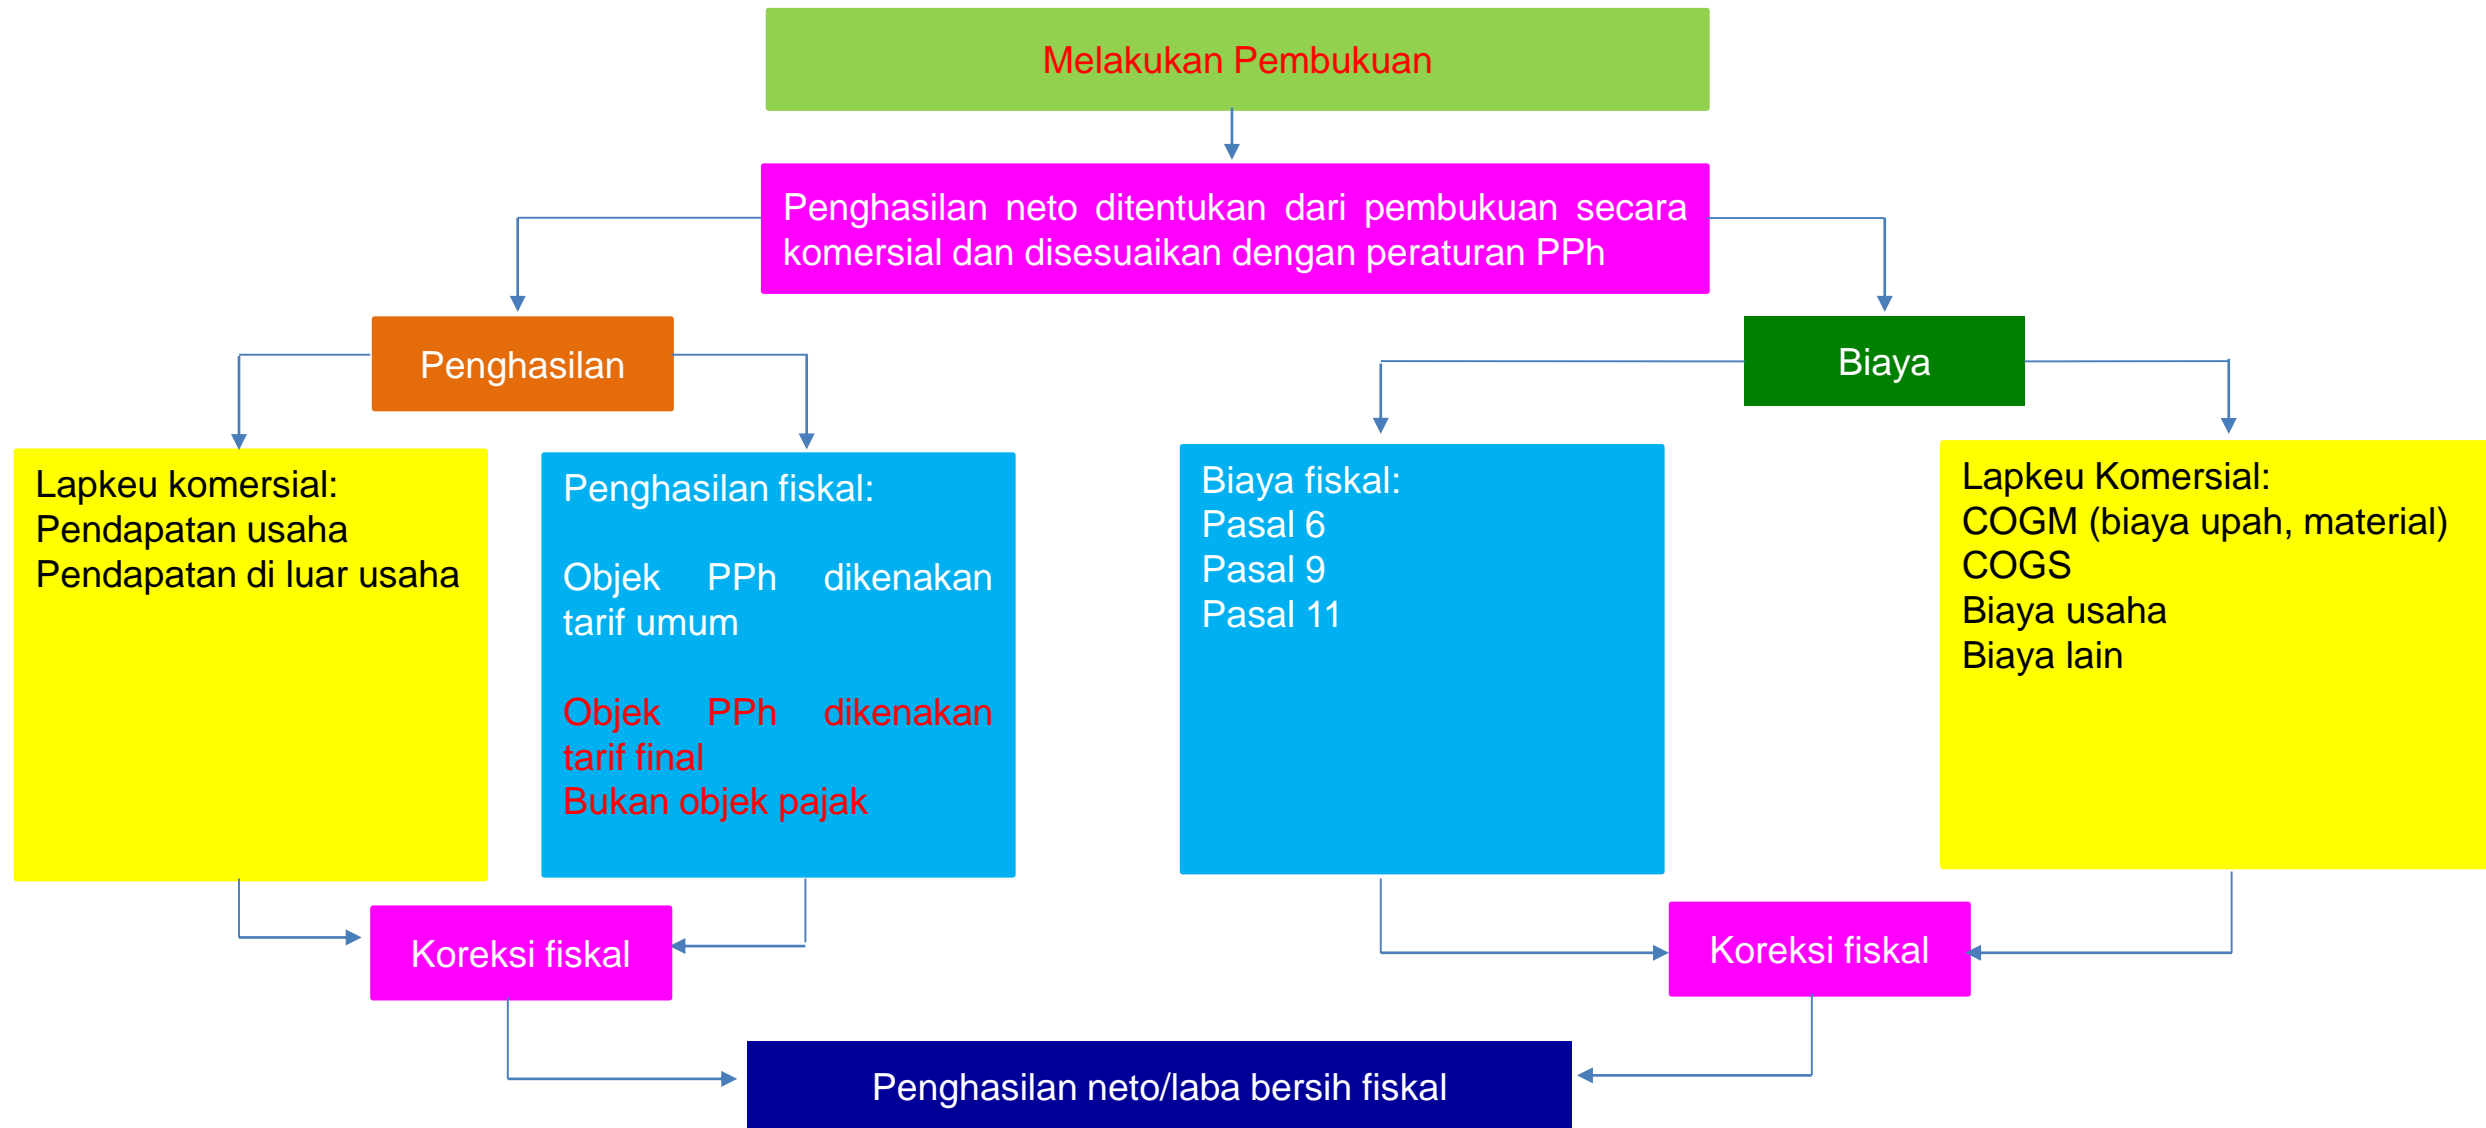 Melakukan Pembukuan
Penghasilan neto ditentukan dari pembukuan secara
komersial dan disesuaikan dengan peraturan PPh
Penghasilan
Biaya
Lapkeu komersial:
Pendapatan usaha
Pendapatan di luar usaha
Penghasilan fiskal:
Objek PPh dikenakan
tarif umum
Objek PPh dikenakan
tarif final
Bukan objek pajak
Biaya fiskal:
Pasal 6
Pasal 9
Pasal 11
Lapkeu Komersial:
COGM (biaya upah, material)
COGS
Biaya usaha
Biaya lain
Koreksi fiskal
Koreksi fiskal
Penghasilan neto/laba bersih fiskal